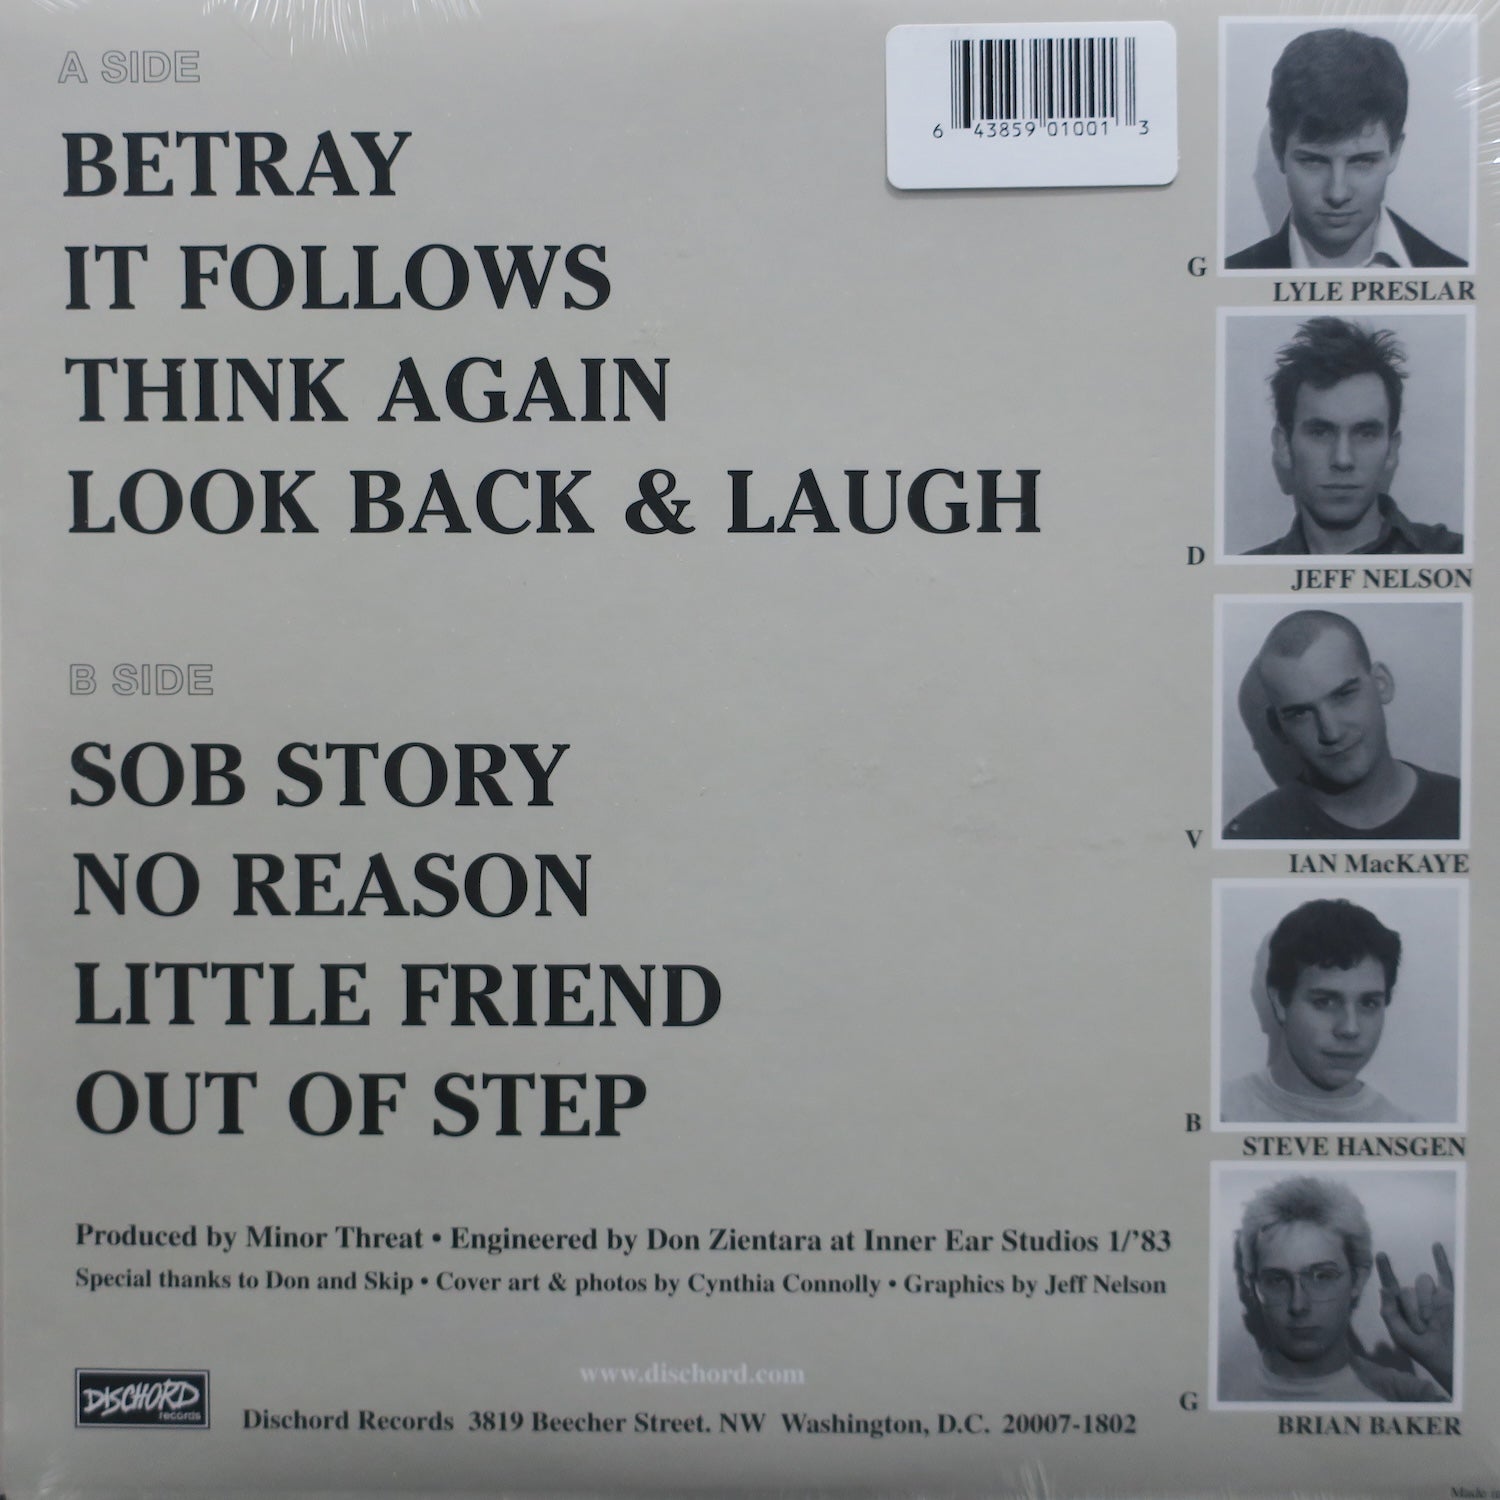 A SIDE
BETRAY
IT FOLLOWS
THINK AGAIN
LOOK BACK & LAUGH
B SIDE
SOB STORY
NO REASON
LITTLE FRIEND
OUT OF STEP
Produced by Minor Threat • Engineered by Don Zientara at Inner Ear Studios 1/'83
Special thanks to Don and Skip • Cover art & photos by Cynthia Connolly • Graphics by Jeff Nelson
www.dischord.com
DISCHORD
records
Dischord Records 3819 Beecher Street. NW Washington, D.C. 20007-1802
6 43859 01001 3
G
LYLE PRESLAR
D
JEFF NELSON
V
IAN MacKAYE
B
STEVE HANSGEN
G
BRIAN BAKER
Made